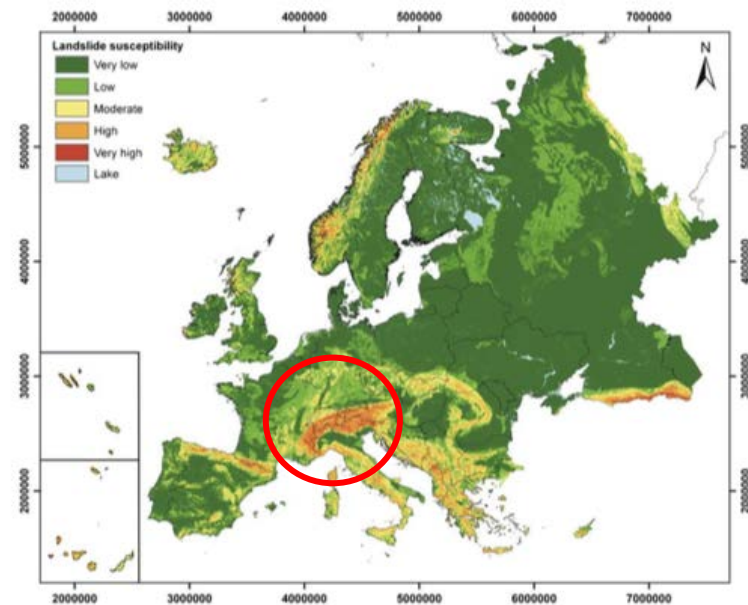 2000000 3000000 4000000 5000000 6000000 7000000
Landslide susceptibility
Very low
Low
Moderate
High
Very high
Lake
N
5000000 5000000
4000000 4000000
3000000 3000000
2000000 2000000
2000000 3000000 4000000 5000000 6000000 7000000